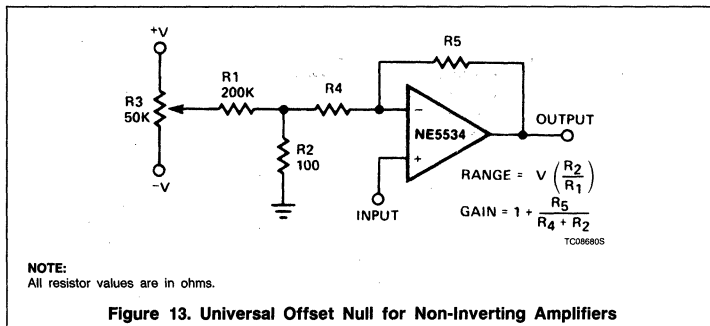 +V
R3
50K
−V
R1
200K
R2
100
R4
R5
−
NE5534
+
INPUT
OUTPUT
RANGE = V (R2/R1)
GAIN = 1 + R5/(R4 + R2)
TC08680S
NOTE:
All resistor values are in ohms.
Figure 13. Universal Offset Null for Non-Inverting Amplifiers